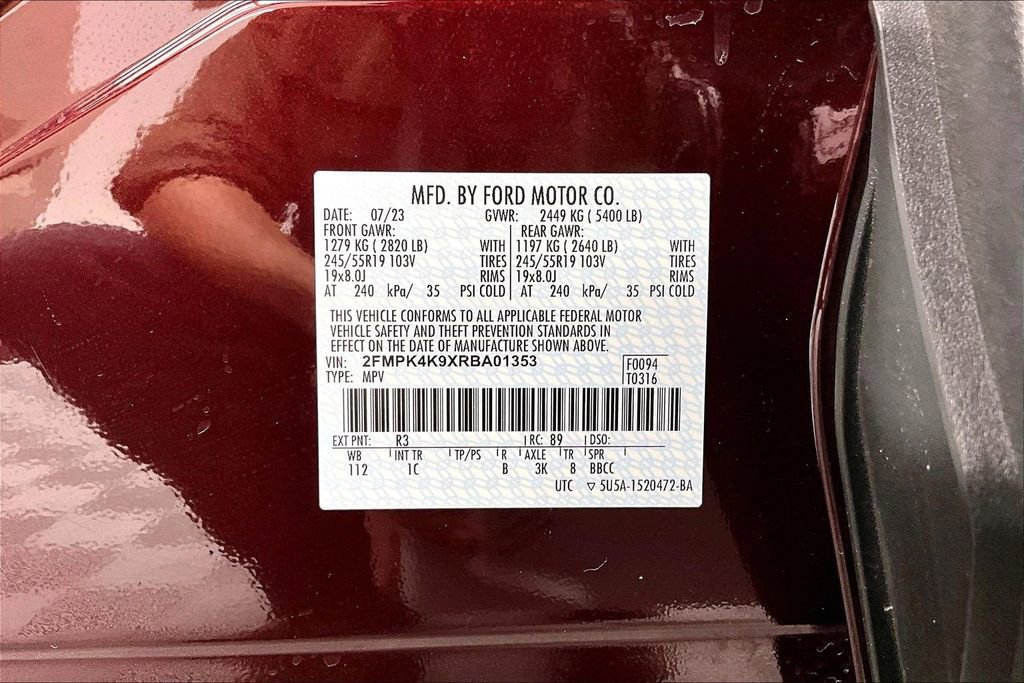 MFD. BY FORD MOTOR CO.
DATE: 07/23 GVWR: 2449 KG ( 5400 LB)
FRONT GAWR: REAR GAWR:
1279 KG ( 2820 LB) WITH 1197 KG ( 2640 LB) WITH
245/55R19 103V TIRES 245/55R19 103V TIRES
19x8.0J RIMS 19x8.0J RIMS
AT 240 kPa/ 35 PSI COLD AT 240 kPa/ 35 PSI COLD
THIS VEHICLE CONFORMS TO ALL APPLICABLE FEDERAL MOTOR
VEHICLE SAFETY AND THEFT PREVENTION STANDARDS IN
EFFECT ON THE DATE OF MANUFACTURE SHOWN ABOVE.
VIN: 2FMPK4K9XRBA01353 F0094
TYPE: MPV T0316
EXT PNT: R3 RC: 89 DSO:
WB INT TR TP/PS R AXLE TR SPR
112 1C B 3K 8 BBCC
UTC ▽ 5U5A-1520472-BA